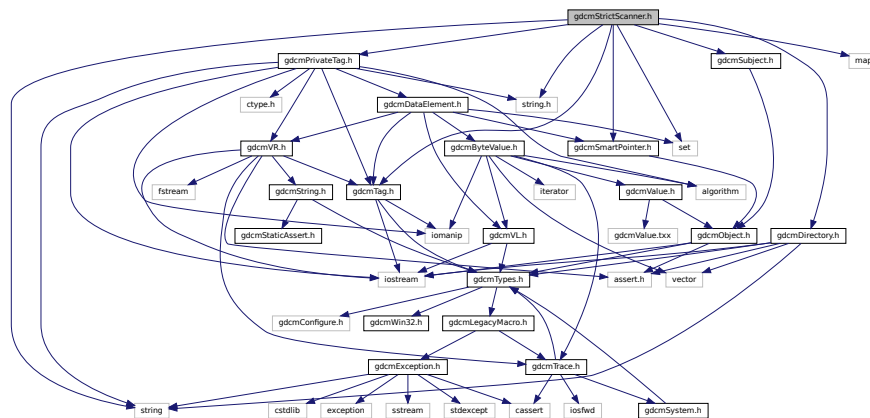 gdcmStrictScanner.h
gdcmPrivateTag.h
gdcmSubject.h
map
ctype.h
gdcmDataElement.h
string.h
gdcmVR.h
gdcmByteValue.h
gdcmSmartPointer.h
set
fstream
gdcmString.h
gdcmTag.h
iterator
gdcmValue.h
algorithm
gdcmStaticAssert.h
iomanip
gdcmVL.h
gdcmValue.txx
gdcmObject.h
gdcmDirectory.h
iostream
gdcmTypes.h
assert.h
vector
gdcmConfigure.h
gdcmWin32.h
gdcmLegacyMacro.h
gdcmException.h
gdcmTrace.h
string
cstdlib
exception
sstream
stdexcept
cassert
iosfwd
gdcmSystem.h